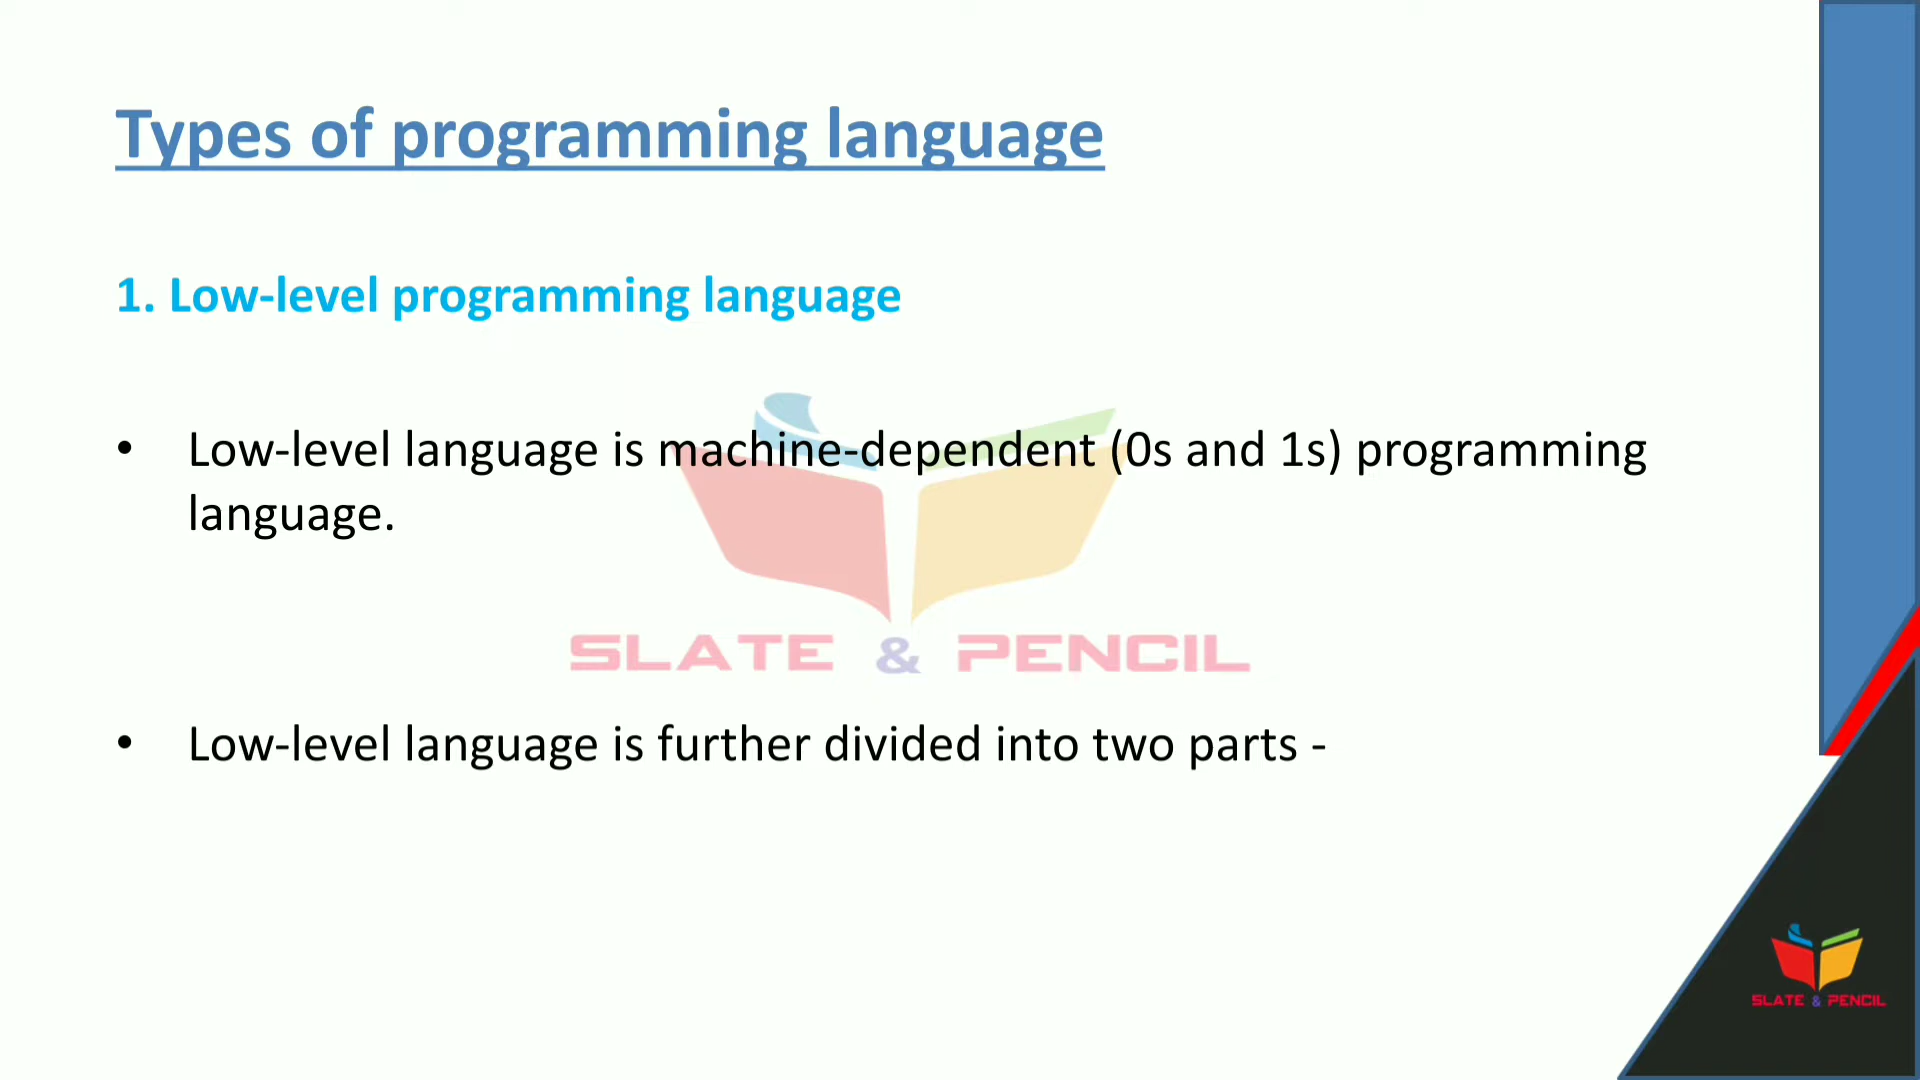 Types of programming language
1. Low-level programming language
• Low-level language is machine-dependent (0s and 1s) programming
language.
SLATE & PENCIL
• Low-level language is further divided into two parts -
SLATE & PENCIL